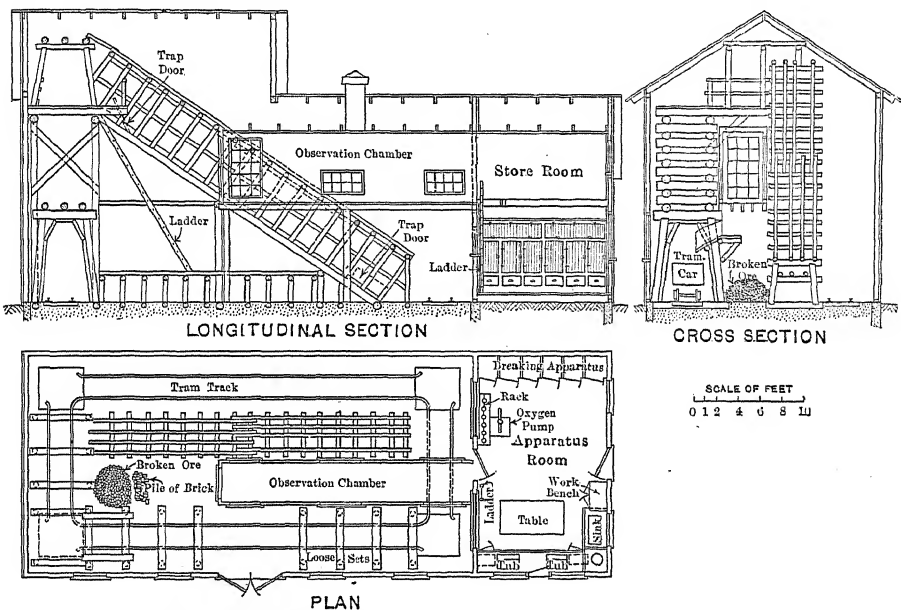 Trap
Door
Observation Chamber
Store Room
Ladder
Trap
Door
Ladder
LONGITUDINAL SECTION
Tram
Car
Broken
Ore
CROSS SECTION
SCALE OF FEET
0 1 2 4 6 8 10
Tram Track
Broken Ore
Pile of Brick
Observation Chamber
Loose Sets
Breaking Apparatus
Rack
Oxygen
Pump
Apparatus
Room
Work
Bench
Ladder
Table
Sink
Tub
Tub
PLAN